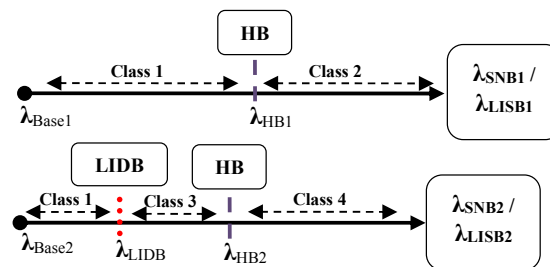 HB
Class 1
Class 2
λSNB1 /
λLISB1
λBase1
λHB1
LIDB
HB
Class 1
Class 3
Class 4
λSNB2 /
λLISB2
λBase2
λLIDB
λHB2